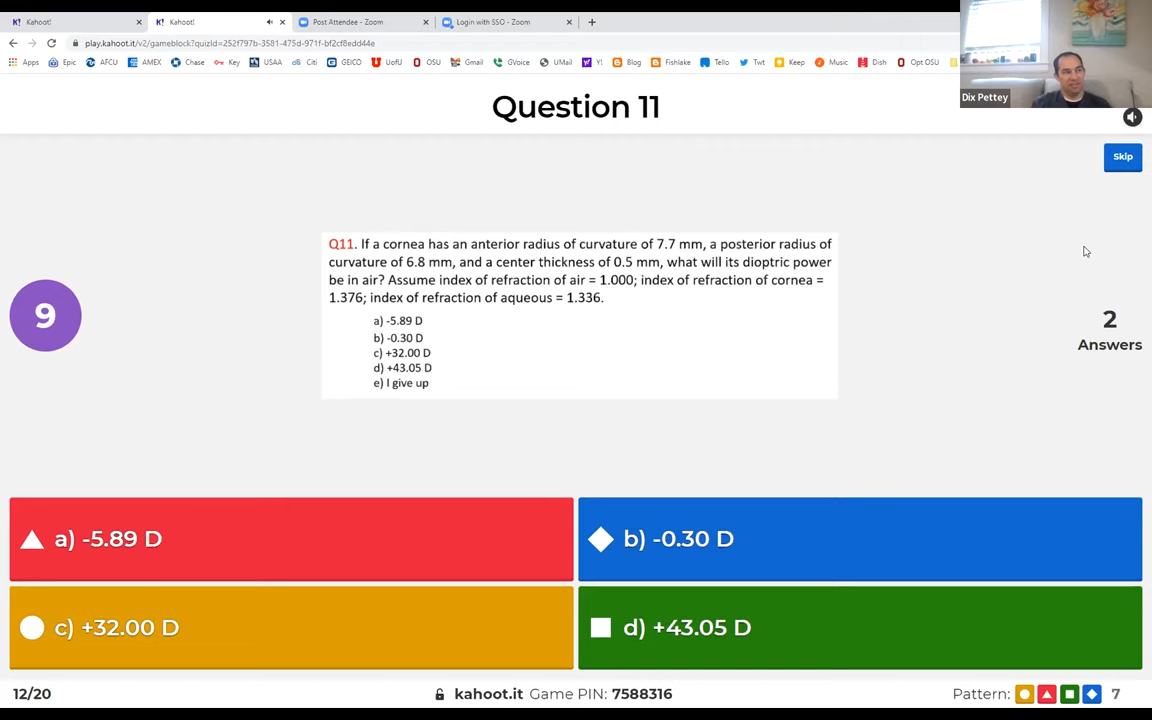 Kahoot!
Kahoot!
Post Attendee - Zoom
Login with SSO - Zoom
play.kahoot.it/v2/gameblock?quizId=252f797b-3581-475d-971f-bf2cf8edd44e
Apps Epic AFCU AMEX Chase Key USAA Citi GEICO UofU OSU Gmail GVoice UMail Y! Blog Fishlake Tello Twt Keep Music Dish Opt OSU
Dix Pettey
Question 11
Skip
Q11. If a cornea has an anterior radius of curvature of 7.7 mm, a posterior radius of
curvature of 6.8 mm, and a center thickness of 0.5 mm, what will its dioptric power
be in air? Assume index of refraction of air = 1.000; index of refraction of cornea =
1.376; index of refraction of aqueous = 1.336.
a) -5.89 D
b) -0.30 D
c) +32.00 D
d) +43.05 D
e) I give up
9
2
Answers
a) -5.89 D
b) -0.30 D
c) +32.00 D
d) +43.05 D
12/20
kahoot.it Game PIN: 7588316
Pattern: 7